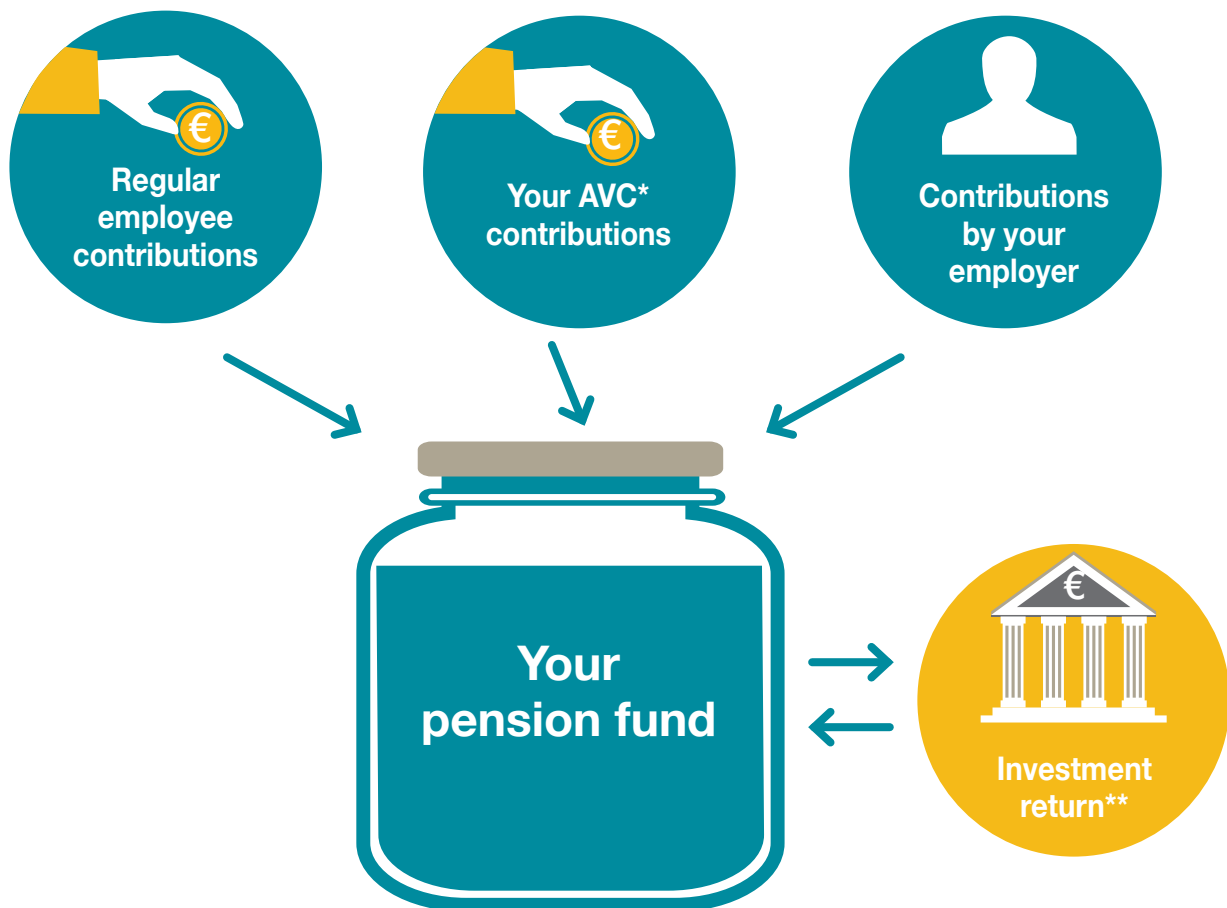 €
Regular
employee
contributions
€
Your AVC*
contributions
Contributions
by your
employer
Your
pension fund
€
Investment
return**